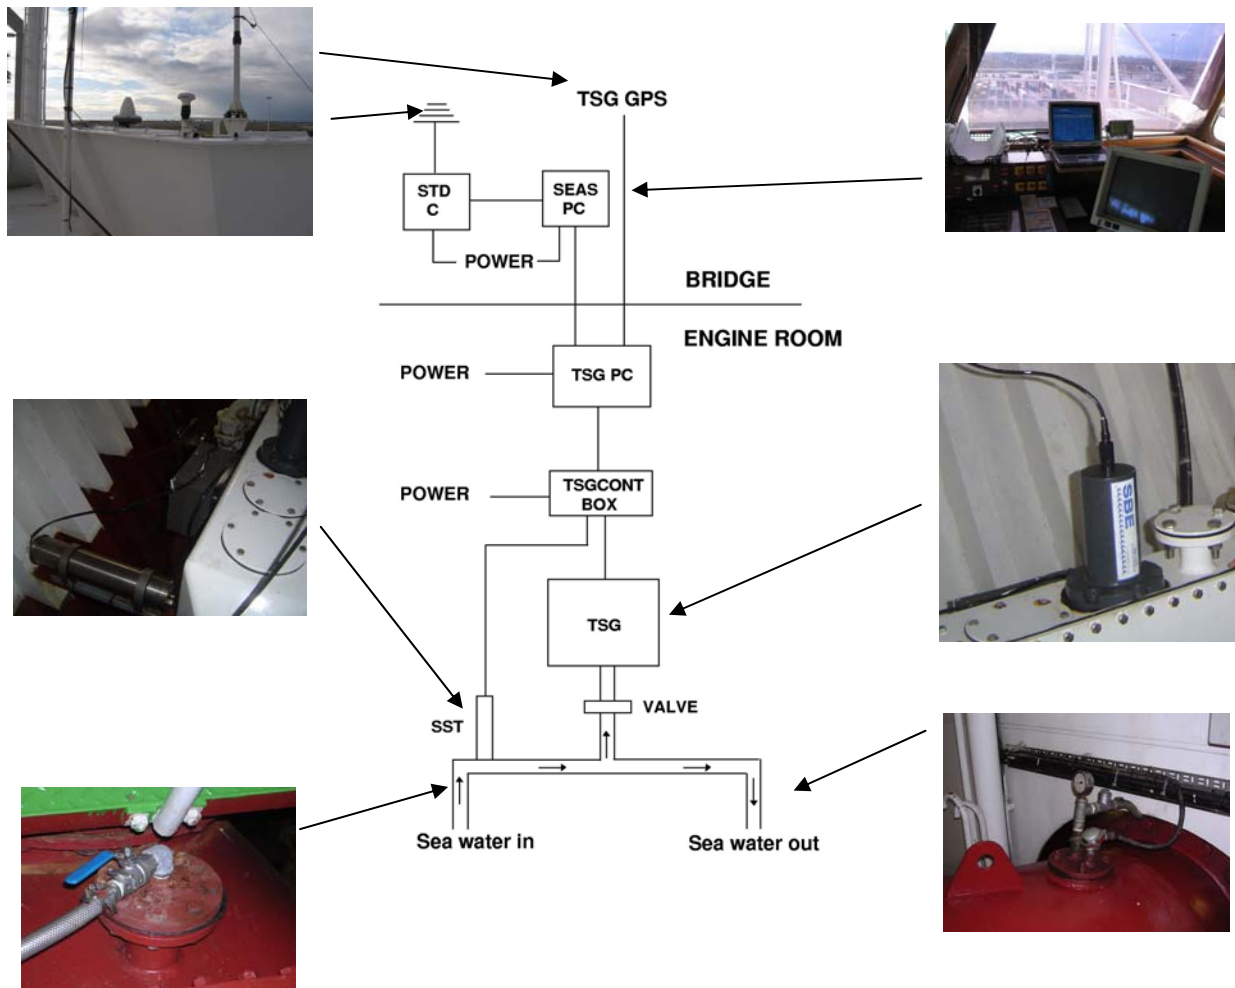 TSG GPS
STD
C
SEAS
PC
POWER
BRIDGE
ENGINE ROOM
POWER
TSG PC
POWER
TSGCONT
BOX
SBE
TSG
VALVE
SST
Sea water in
Sea water out